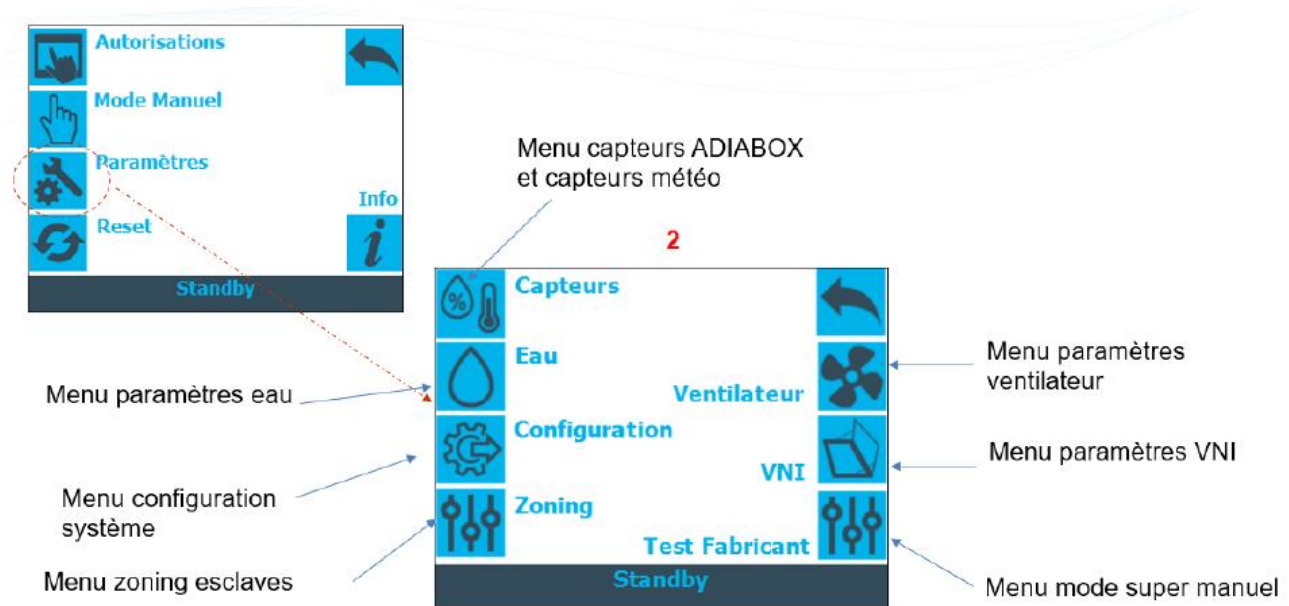 Autorisations
Mode Manuel
Paramètres
Info
Reset
i
Standby
Menu capteurs ADIABOX
et capteurs météo
2
%
Capteurs
Eau
Ventilateur
Configuration
VNI
Zoning
Test Fabricant
Standby
Menu paramètres eau
Menu configuration
système
Menu zoning esclaves
Menu paramètres
ventilateur
Menu paramètres VNI
Menu mode super manuel